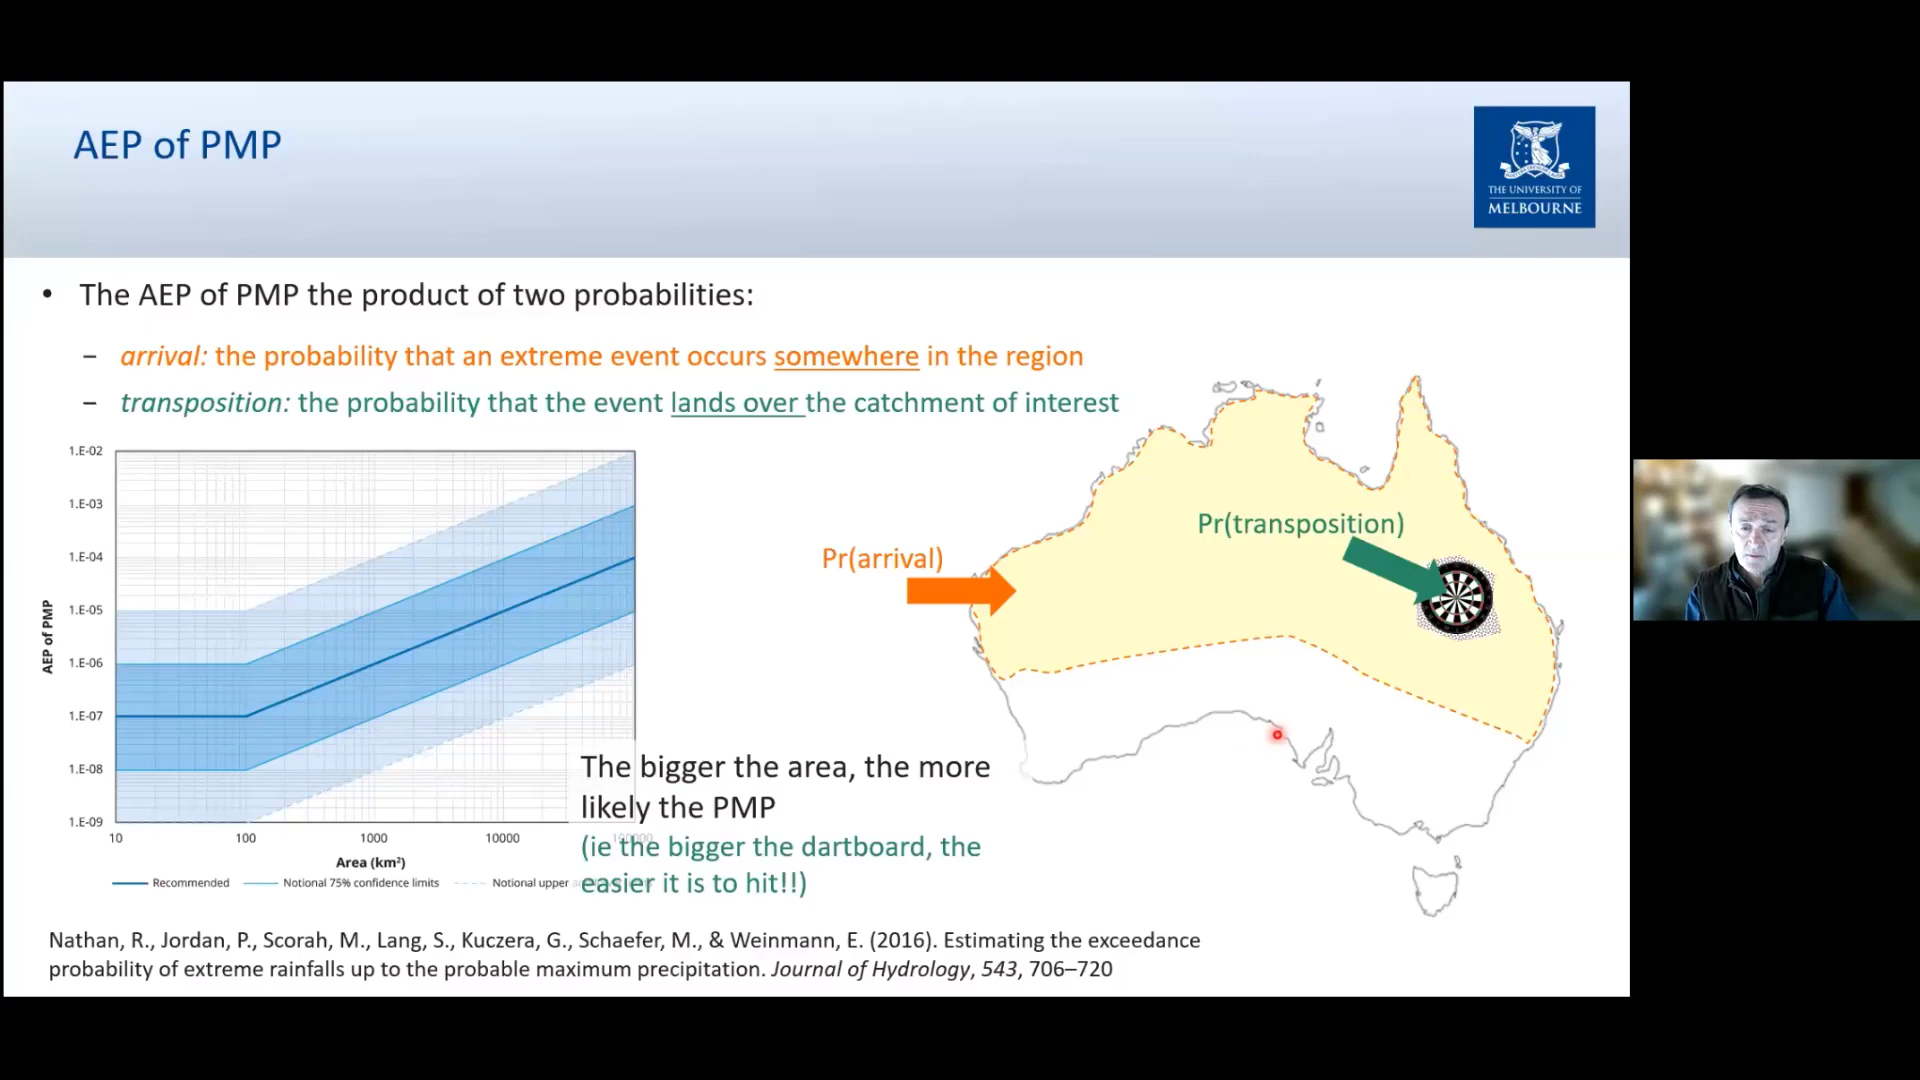 AEP of PMP
THE UNIVERSITY OF
MELBOURNE
• The AEP of PMP the product of two probabilities:
– arrival: the probability that an extreme event occurs somewhere in the region
– transposition: the probability that the event lands over the catchment of interest
1.E-02
1.E-03
1.E-04
1.E-05
1.E-06
1.E-07
1.E-08
1.E-09
AEP of PMP
10 100 1000 10000 100000
Area (km²)
Recommended Notional 75% confidence limits Notional upper
Pr(arrival)
Pr(transposition)
The bigger the area, the more
likely the PMP
(ie the bigger the dartboard, the
easier it is to hit!!)
Nathan, R., Jordan, P., Scorah, M., Lang, S., Kuczera, G., Schaefer, M., & Weinmann, E. (2016). Estimating the exceedance
probability of extreme rainfalls up to the probable maximum precipitation. Journal of Hydrology, 543, 706–720